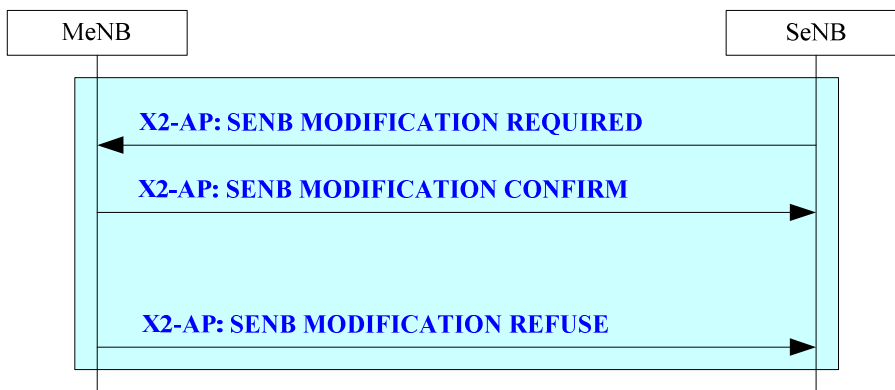 MeNB
SeNB
X2-AP: SENB MODIFICATION REQUIRED
X2-AP: SENB MODIFICATION CONFIRM
X2-AP: SENB MODIFICATION REFUSE